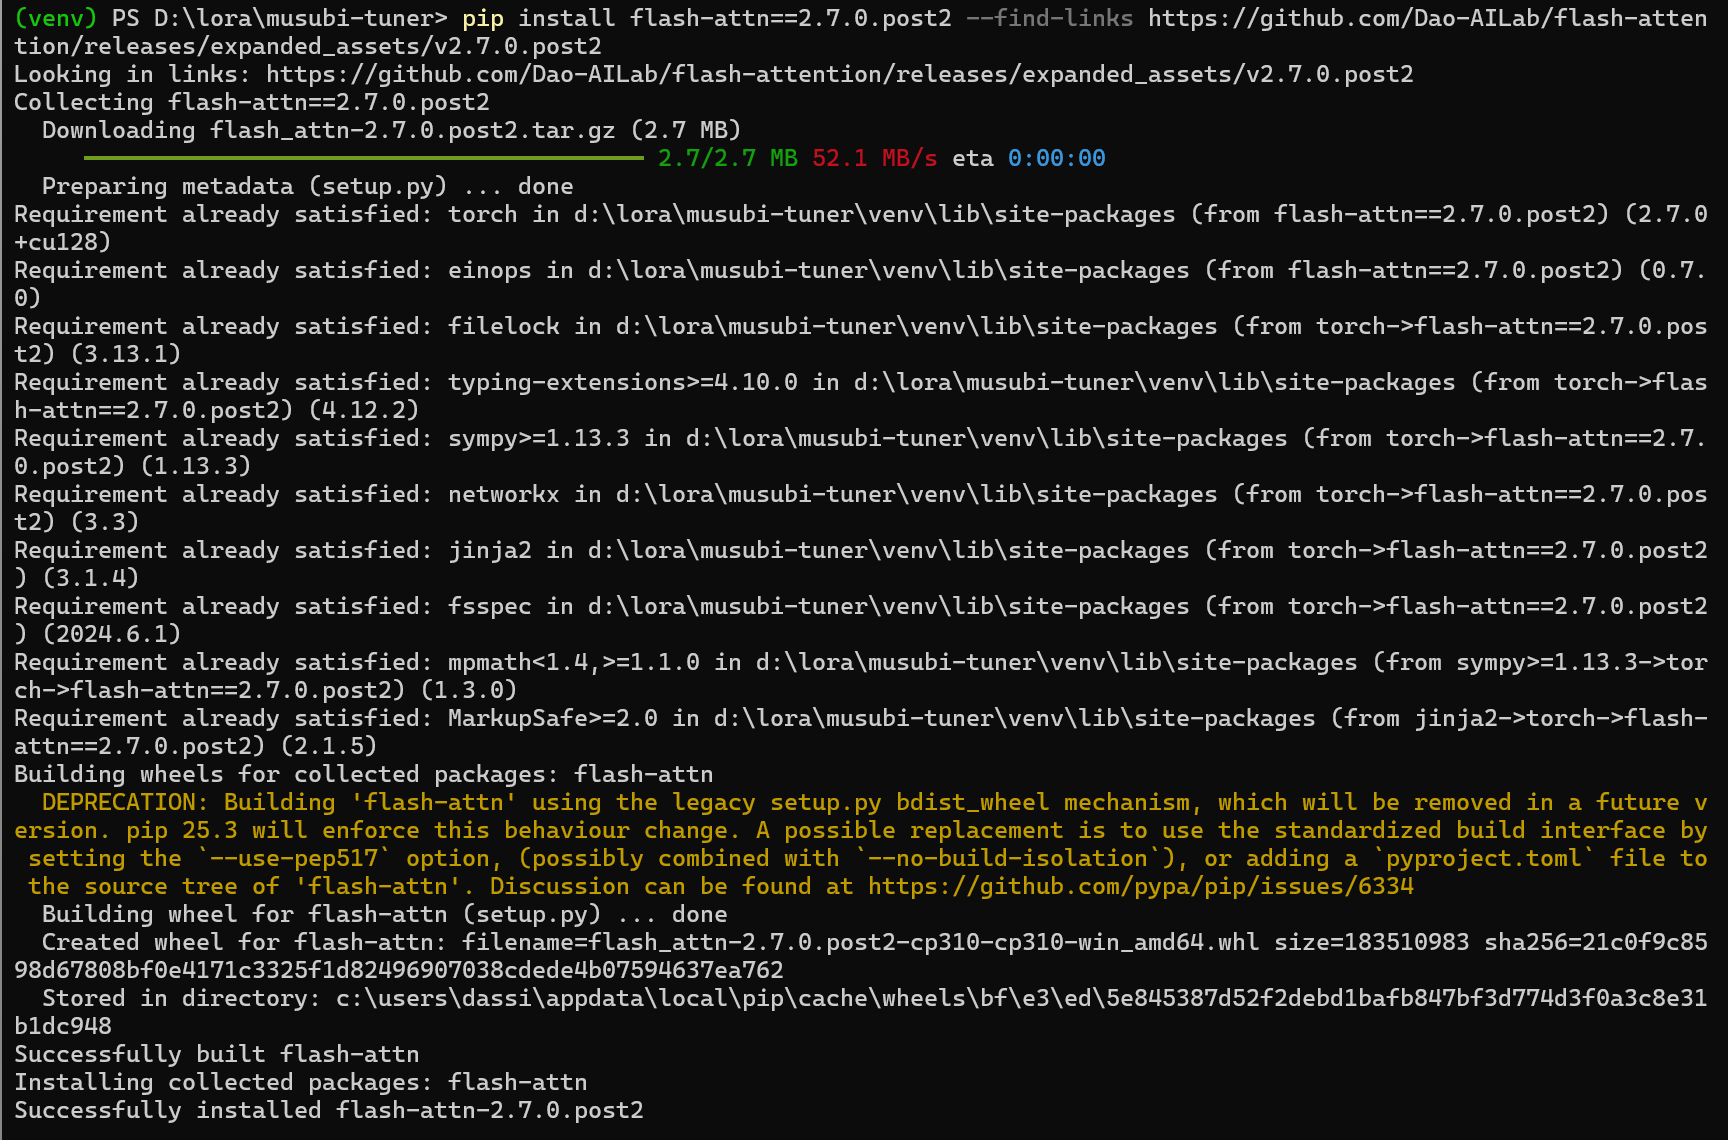 (venv) PS D:\lora\musubi-tuner> pip install flash-attn==2.7.0.post2 --find-links https://github.com/Dao-AILab/flash-atten
tion/releases/expanded_assets/v2.7.0.post2
Looking in links: https://github.com/Dao-AILab/flash-attention/releases/expanded_assets/v2.7.0.post2
Collecting flash-attn==2.7.0.post2
  Downloading flash_attn-2.7.0.post2.tar.gz (2.7 MB)
     ━━━━━━━━━━━━━━━━━━━━━━━━━━━━━━━━━━━━━━━━ 2.7/2.7 MB 52.1 MB/s eta 0:00:00
  Preparing metadata (setup.py) ... done
Requirement already satisfied: torch in d:\lora\musubi-tuner\venv\lib\site-packages (from flash-attn==2.7.0.post2) (2.7.0
+cu128)
Requirement already satisfied: einops in d:\lora\musubi-tuner\venv\lib\site-packages (from flash-attn==2.7.0.post2) (0.7.
0)
Requirement already satisfied: filelock in d:\lora\musubi-tuner\venv\lib\site-packages (from torch->flash-attn==2.7.0.pos
t2) (3.13.1)
Requirement already satisfied: typing-extensions>=4.10.0 in d:\lora\musubi-tuner\venv\lib\site-packages (from torch->flas
h-attn==2.7.0.post2) (4.12.2)
Requirement already satisfied: sympy>=1.13.3 in d:\lora\musubi-tuner\venv\lib\site-packages (from torch->flash-attn==2.7.
0.post2) (1.13.3)
Requirement already satisfied: networkx in d:\lora\musubi-tuner\venv\lib\site-packages (from torch->flash-attn==2.7.0.pos
t2) (3.3)
Requirement already satisfied: jinja2 in d:\lora\musubi-tuner\venv\lib\site-packages (from torch->flash-attn==2.7.0.post2
) (3.1.4)
Requirement already satisfied: fsspec in d:\lora\musubi-tuner\venv\lib\site-packages (from torch->flash-attn==2.7.0.post2
) (2024.6.1)
Requirement already satisfied: mpmath<1.4,>=1.1.0 in d:\lora\musubi-tuner\venv\lib\site-packages (from sympy>=1.13.3->tor
ch->flash-attn==2.7.0.post2) (1.3.0)
Requirement already satisfied: MarkupSafe>=2.0 in d:\lora\musubi-tuner\venv\lib\site-packages (from jinja2->torch->flash-
attn==2.7.0.post2) (2.1.5)
Building wheels for collected packages: flash-attn
  DEPRECATION: Building 'flash-attn' using the legacy setup.py bdist_wheel mechanism, which will be removed in a future v
ersion. pip 25.3 will enforce this behaviour change. A possible replacement is to use the standardized build interface by
 setting the `--use-pep517` option, (possibly combined with `--no-build-isolation`), or adding a `pyproject.toml` file to
 the source tree of 'flash-attn'. Discussion can be found at https://github.com/pypa/pip/issues/6334
  Building wheel for flash-attn (setup.py) ... done
  Created wheel for flash-attn: filename=flash_attn-2.7.0.post2-cp310-cp310-win_amd64.whl size=183510983 sha256=21c0f9c85
98d67808bf0e4171c3325f1d82496907038cdede4b07594637ea762
  Stored in directory: c:\users\dassi\appdata\local\pip\cache\wheels\bf\e3\ed\5e845387d52f2debd1bafb847bf3d774d3f0a3c8e31
b1dc948
Successfully built flash-attn
Installing collected packages: flash-attn
Successfully installed flash-attn-2.7.0.post2